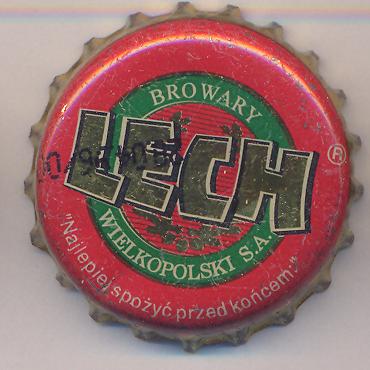 BROWARY
LECH ®
WIELKOPOLSKI S.A.
"Najlepiej spożyć przed końcem:"